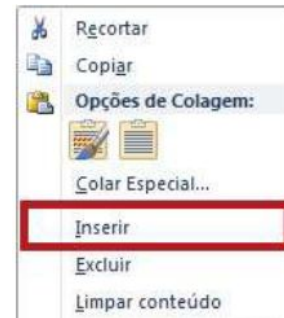 Recortar
Copiar
Opções de Colagem:
Colar Especial...
Inserir
Excluir
Limpar conteúdo